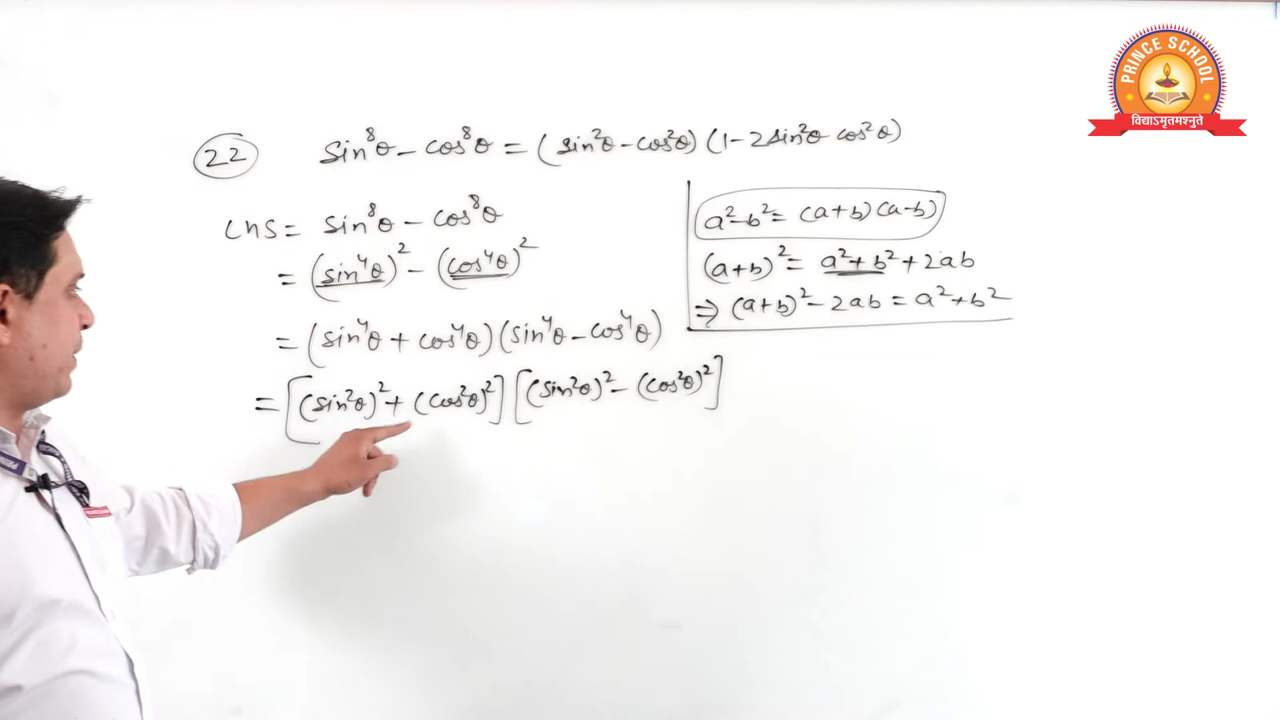 PRINCE SCHOOL
विद्याऽमृतमश्नुते
22 sin⁸θ - cos⁸θ = (sin²θ - cos²θ) (1 - 2sin²θ cos²θ)
LHS = sin⁸θ - cos⁸θ
= (sin⁴θ)² - (cos⁴θ)²
= (sin⁴θ + cos⁴θ) (sin⁴θ - cos⁴θ)
= [(sin²θ)² + (cos²θ)²] [(sin²θ)² - (cos²θ)²]
a² - b² = (a+b) (a-b)
(a+b)² = a² + b² + 2ab
⇒ (a+b)² - 2ab = a² + b²